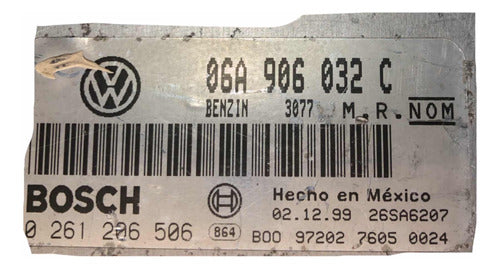 06A 906 032 C
BENZIN 3077 M.R. NOM
BOSCH
Hecho en México
02.12.99 26SA6207
0 261 206 506 B64 B00 97202 7605 0024